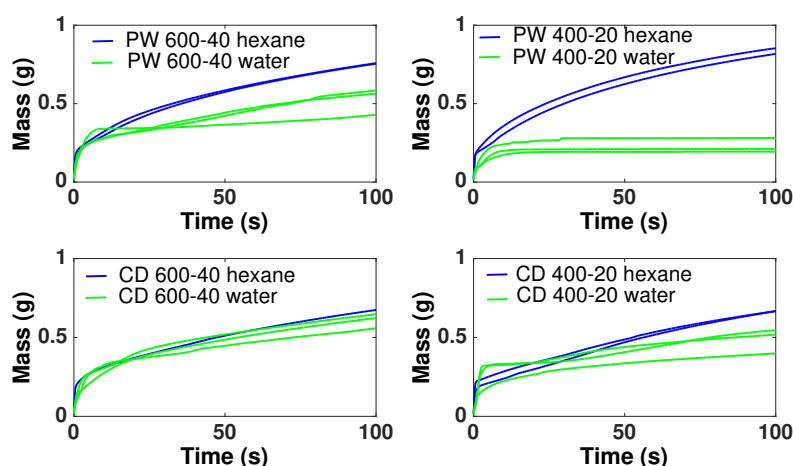 1
PW 600-40 hexane
PW 600-40 water
Mass (g)
0.5
0
0
50
100
Time (s)
1
PW 400-20 hexane
PW 400-20 water
Mass (g)
0.5
0
0
50
100
Time (s)
1
CD 600-40 hexane
CD 600-40 water
Mass (g)
0.5
0
0
50
100
Time (s)
1
CD 400-20 hexane
CD 400-20 water
Mass (g)
0.5
0
0
50
100
Time (s)